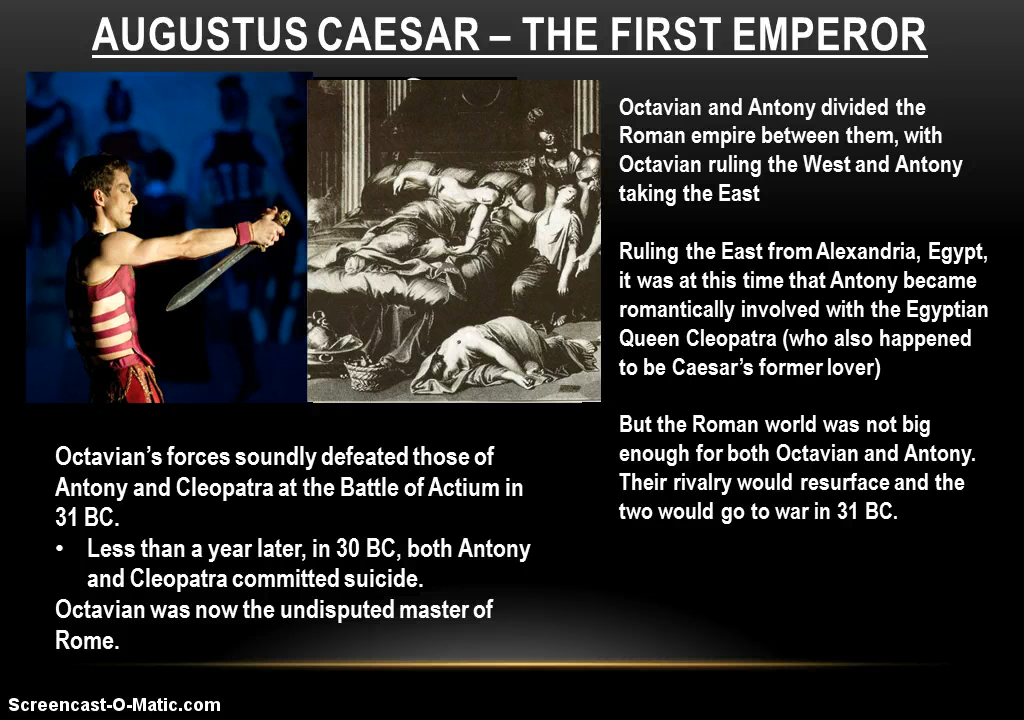 AUGUSTUS CAESAR – THE FIRST EMPEROR
Octavian and Antony divided the
Roman empire between them, with
Octavian ruling the West and Antony
taking the East
Ruling the East from Alexandria, Egypt,
it was at this time that Antony became
romantically involved with the Egyptian
Queen Cleopatra (who also happened
to be Caesar’s former lover)
But the Roman world was not big
enough for both Octavian and Antony.
Their rivalry would resurface and the
two would go to war in 31 BC.
Octavian’s forces soundly defeated those of
Antony and Cleopatra at the Battle of Actium in
31 BC.
• Less than a year later, in 30 BC, both Antony
and Cleopatra committed suicide.
Octavian was now the undisputed master of
Rome.
Screencast-O-Matic.com